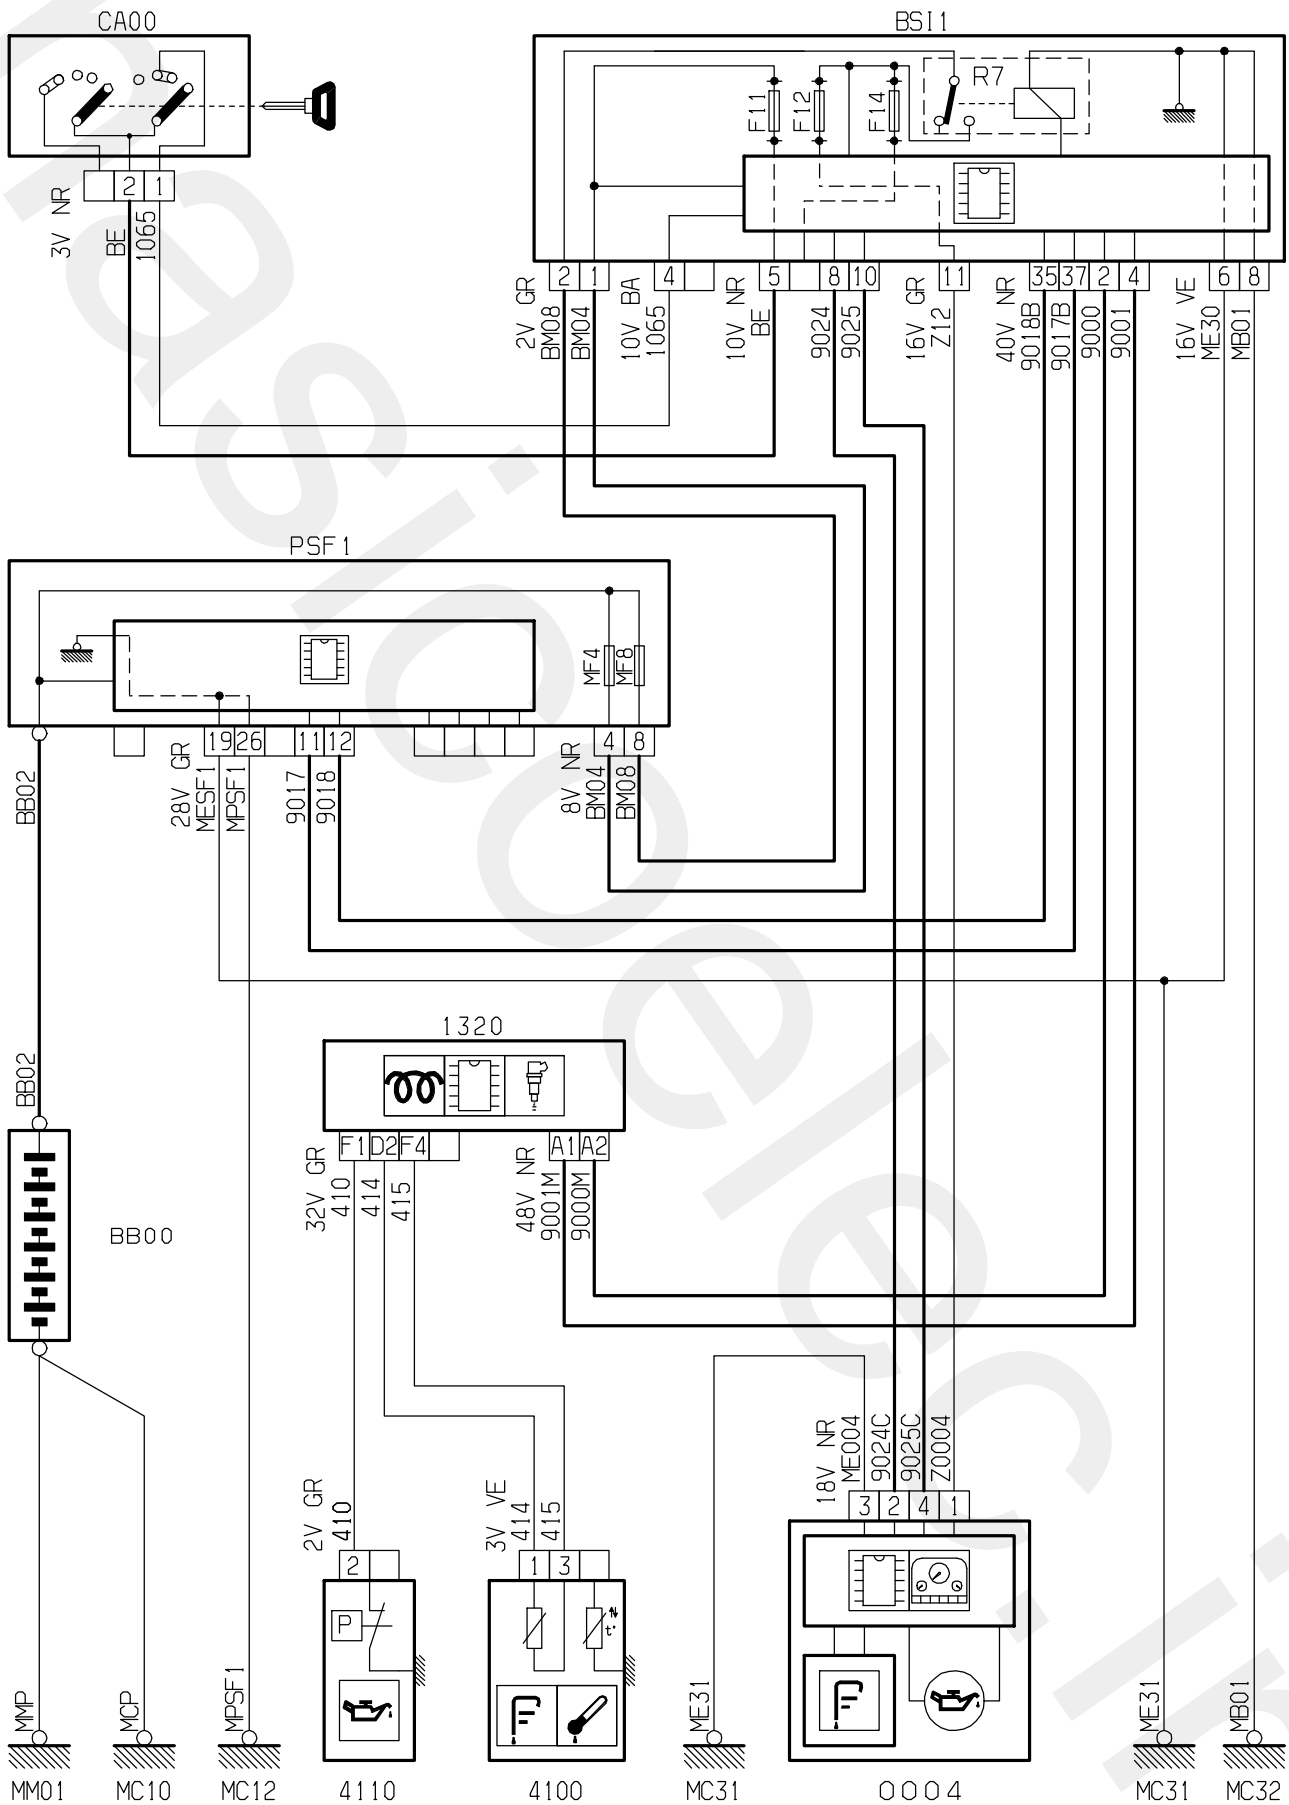 CA00
BSI1
R7
F11
F12
F14
2
1
3V NR
BE
1065
2
1
4
5
8
10
11
35
37
2
4
6
8
2V GR
BM08
BM04
10V BA
1065
10V NR
BE
9024
9025
16V GR
Z12
40V NR
9018B
9017B
9000
9001
16V VE
ME30
MB01
PSF1
MF4
MF8
19
26
11
12
4
8
BB02
28V GR
MESF1
MPSF1
9017
9018
8V NR
BM04
BM08
1320
BB02
F1
D2
F4
A1
A2
32V GR
410
414
415
48V NR
9001M
9000M
BB00
18V NR
ME004
9024C
9025C
Z0004
2V GR
410
3V VE
414
415
3
2
4
1
2
1
3
P
t°
MMP
MCP
MPSF1
ME31
ME31
MB01
MM01
MC10
MC12
4110
4100
MC31
0004
MC31
MC32